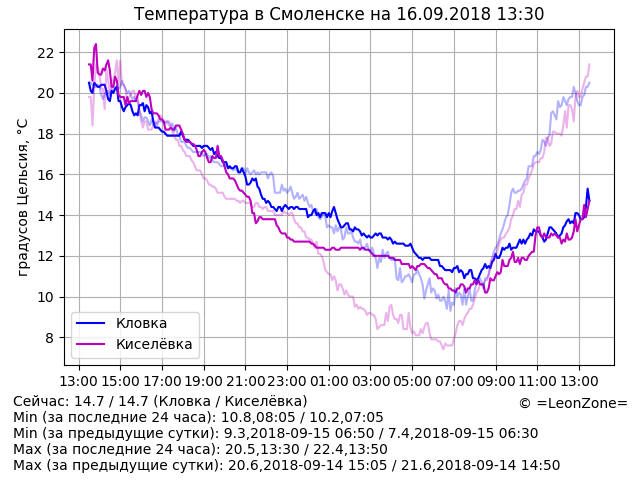 Температура в Смоленске на 16.09.2018 13:30
градусов Цельсия, °C
22
20
18
16
14
12
10
8
Кловка
Киселёвка
13:00 15:00 17:00 19:00 21:00 23:00 01:00 03:00 05:00 07:00 09:00 11:00 13:00
Сейчас: 14.7 / 14.7 (Кловка / Киселёвка)
© =LeonZone=
Min (за последние 24 часа): 10.8,08:05 / 10.2,07:05
Min (за предыдущие сутки): 9.3,2018-09-15 06:50 / 7.4,2018-09-15 06:30
Max (за последние 24 часа): 20.5,13:30 / 22.4,13:50
Max (за предыдущие сутки): 20.6,2018-09-14 15:05 / 21.6,2018-09-14 14:50